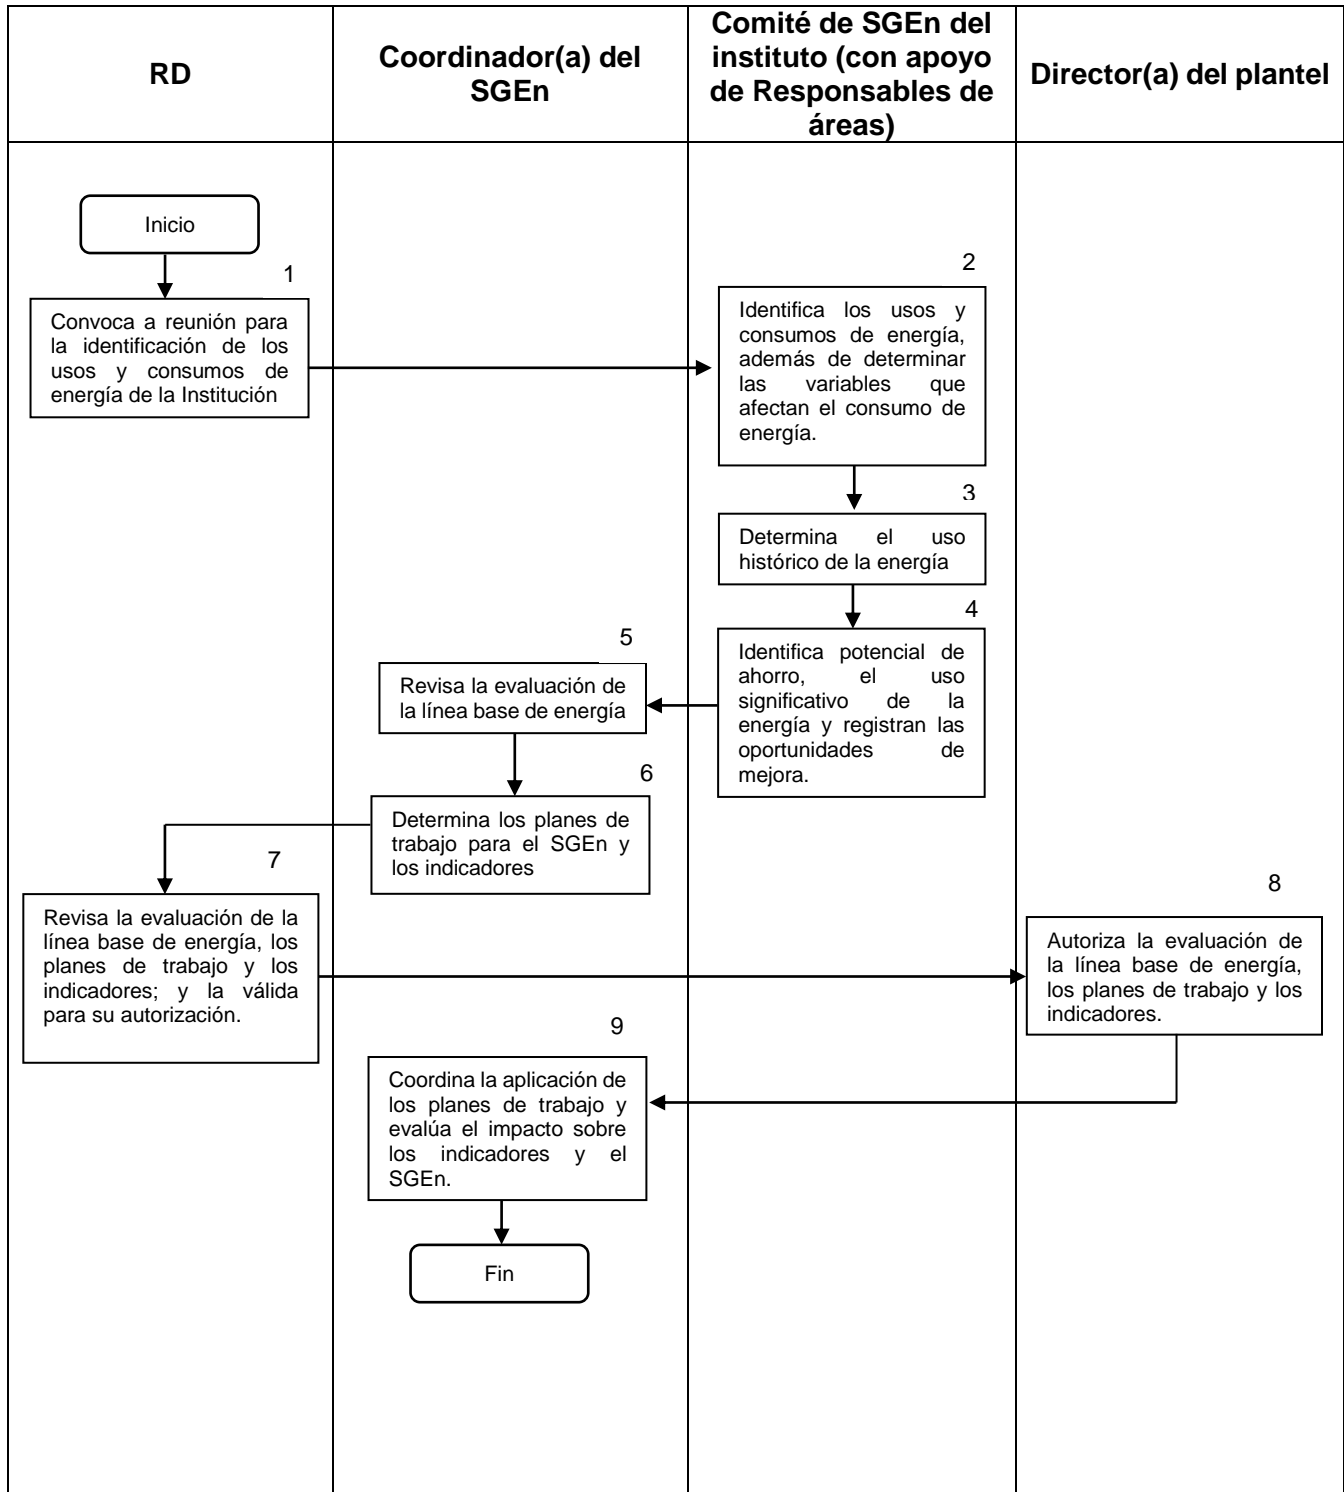 RD
Coordinador(a) del
SGEn
Comité de SGEn del
instituto (con apoyo
de Responsables de
áreas)
Director(a) del plantel
Inicio
1
Convoca a reunión para
la identificación de los
usos y consumos de
energía de la Institución
2
Identifica los usos y
consumos de energía,
además de determinar
las variables que
afectan el consumo de
energía.
3
Determina el uso
histórico de la energía
4
Identifica potencial de
ahorro, el uso
significativo de la
energía y registran las
oportunidades de
mejora.
5
Revisa la evaluación de
la línea base de energía
6
Determina los planes de
trabajo para el SGEn y
los indicadores
7
Revisa la evaluación de la
línea base de energía, los
planes de trabajo y los
indicadores; y la válida
para su autorización.
8
Autoriza la evaluación de
la línea base de energía,
los planes de trabajo y los
indicadores.
9
Coordina la aplicación de
los planes de trabajo y
evalúa el impacto sobre
los indicadores y el
SGEn.
Fin